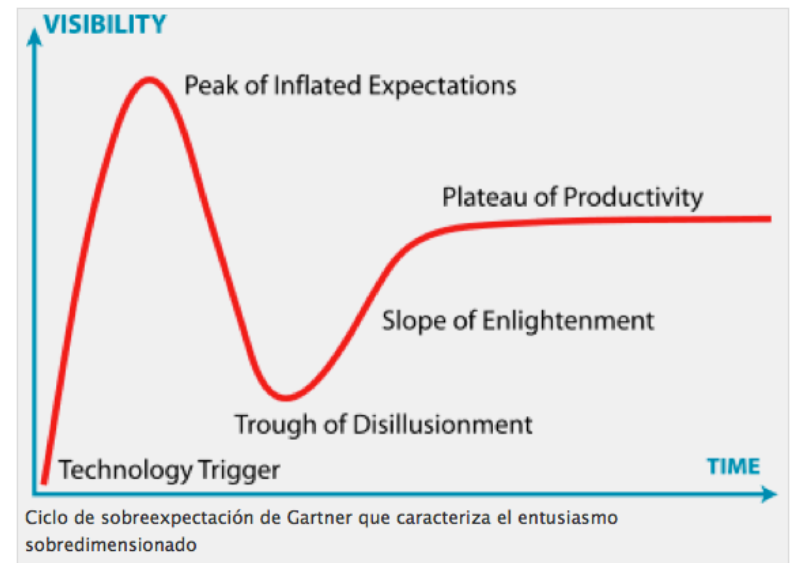 VISIBILITY
Peak of Inflated Expectations
Plateau of Productivity
Slope of Enlightenment
Trough of Disillusionment
Technology Trigger
TIME
Ciclo de sobreexpectación de Gartner que caracteriza el entusiasmo
sobredimensionado